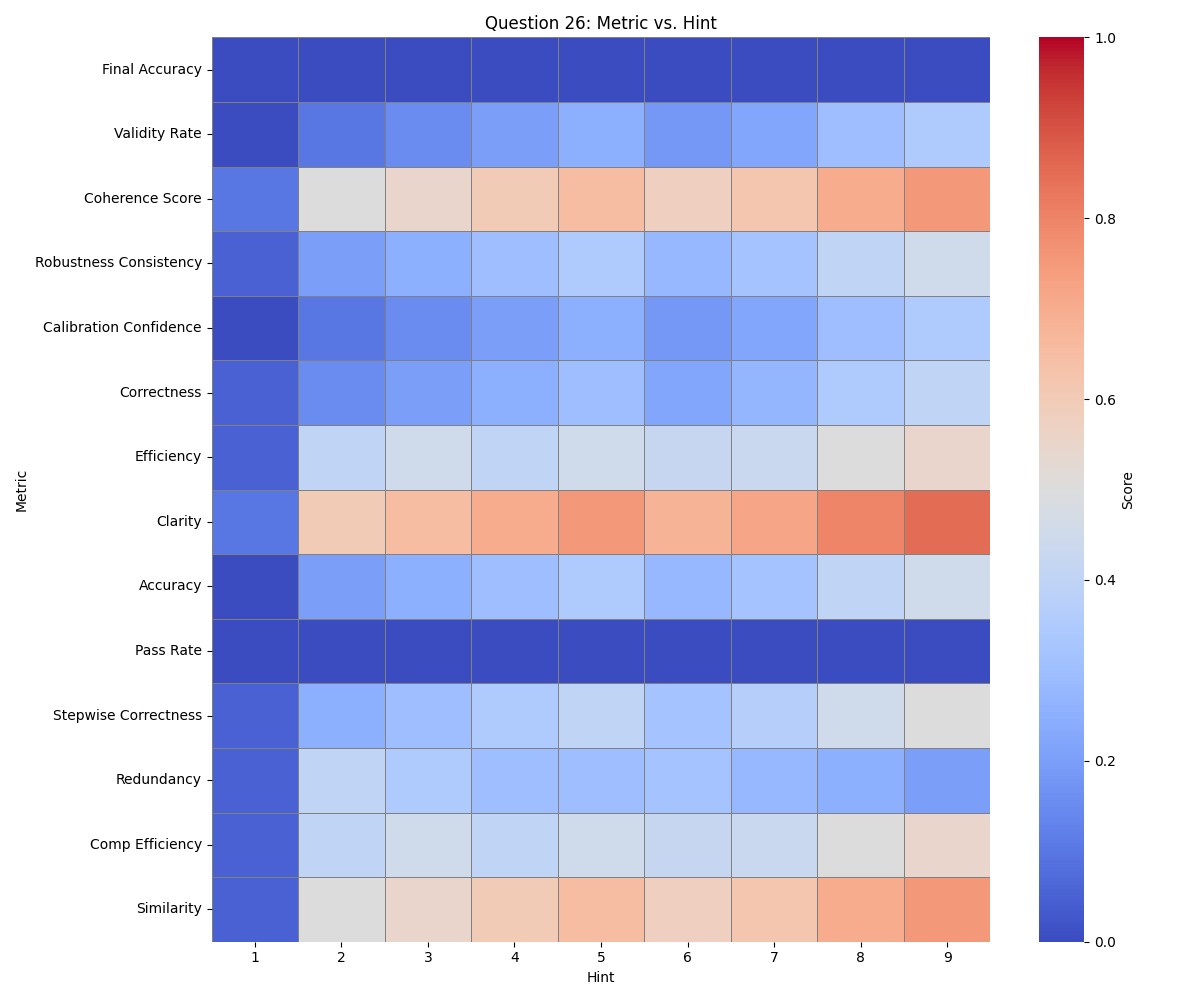 Question 26: Metric vs. Hint
Final Accuracy
Validity Rate
Coherence Score
Robustness Consistency
Calibration Confidence
Correctness
Efficiency
Clarity
Accuracy
Pass Rate
Stepwise Correctness
Redundancy
Comp Efficiency
Similarity
Metric
1 2 3 4 5 6 7 8 9
Hint
1.0
0.8
0.6
0.4
0.2
0.0
Score